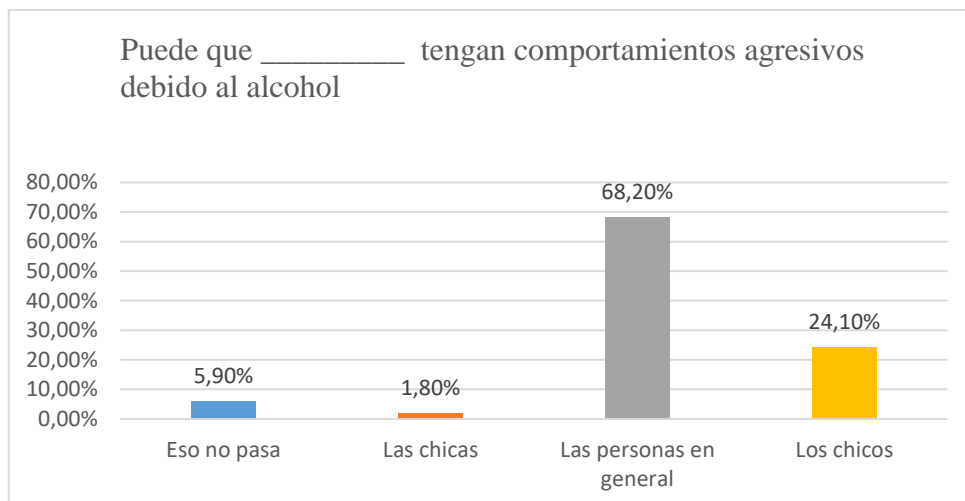 Puede que _________ tengan comportamientos agresivos
debido al alcohol
80,00%
70,00%
60,00%
50,00%
40,00%
30,00%
20,00%
10,00%
0,00%
5,90%
1,80%
68,20%
24,10%
Eso no pasa
Las chicas
Las personas en
general
Los chicos